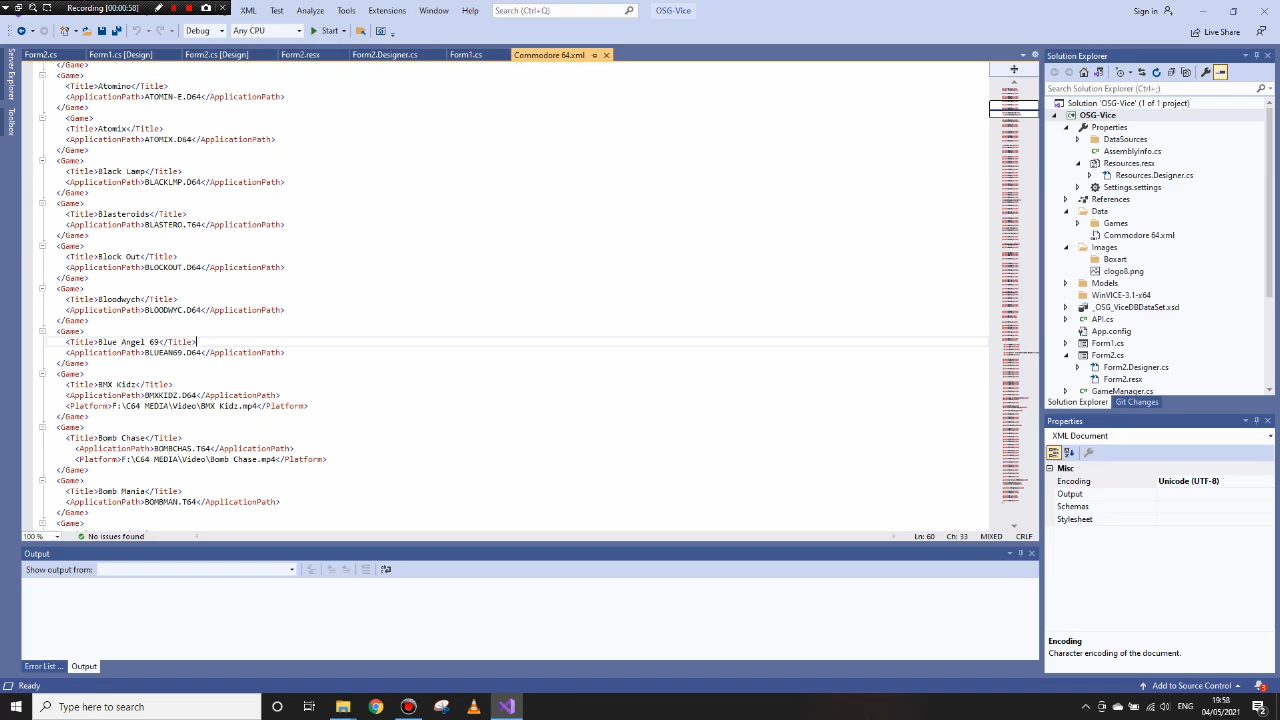 Recording [00:00:58]
XML Test Analyze Tools Extensions Window Help Search (Ctrl+Q) OSG-Vice Sign in
Debug Any CPU Start Live Share
Form2.cs Form1.cs [Design] Form2.cs [Design] Form2.resx Form2.Designer.cs Form1.cs Commodore 64.xml
Server Explorer
Toolbox
</Game>
<Game>
<Title>Atomino</Title>
<ApplicationPath>ATOMIN-E.D64</ApplicationPath>
</Game>
<Game>
<Title>Atomix</Title>
<ApplicationPath>ATOMIX.D64</ApplicationPath>
</Game>
<Game>
<Title>Black Lamp</Title>
<ApplicationPath>BLACKLMP.D64</ApplicationPath>
</Game>
<Game>
<Title>Blasteroids</Title>
<ApplicationPath>BLASTERO.T64</ApplicationPath>
</Game>
<Game>
<Title>Block Out</Title>
<ApplicationPath>BLOCKOUT.D64</ApplicationPath>
</Game>
<Game>
<Title>Bloodwych</Title>
<ApplicationPath>BLOODWYC.D64</ApplicationPath>
</Game>
<Game>
<Title>Blue Angel 69</Title>
<ApplicationPath>BLUEAN69.D64</ApplicationPath>
</Game>
<Game>
<Title>BMX Kidz</Title>
<ApplicationPath>BMXKIDZ.D64</ApplicationPath>
<Platform>F:\C64 MEDIA\Video\BMX Kidz.mp4</Platform>
</Game>
<Game>
<Title>Bomb Chase</Title>
<ApplicationPath>BOMBCHAS.T64</ApplicationPath>
<Platform>F:\C64 MEDIA\Video\Bomb Chase.mp4</Platform>
</Game>
<Game>
<Title>Bomb Mania</Title>
<ApplicationPath>BOMBMAN.T64</ApplicationPath>
</Game>
<Game>
100 % No issues found Ln: 60 Ch: 33 MIXED CRLF
Output
Show output from:
Error List ... Output
Solution Explorer
Search Solution Explorer (Ctrl+;)
Solution 'OSG-Vice' (1 of 1 project)
OSG-Vice
Properties
DataSources
AssemblyInfo.cs
Resources.resx
Resources.Des
Settings.settings
References
Data
Games
Commodore 64.x
Images
Boxart
clogo8.png
Models
WinVICE-3.1-x64
API.cs
App.config
Form1.cs
Form2.cs
Form2.Designer.
Form2.resx
GameManager.cs
Solution Explorer Git Changes
Properties
XML Document
Misc
Encoding Unicode (UTF-8)
Output
Schemas
Stylesheet
Encoding
Character encoding of the document.
Ready Add to Source Control 3
Type here to search
19:58
04/05/2021